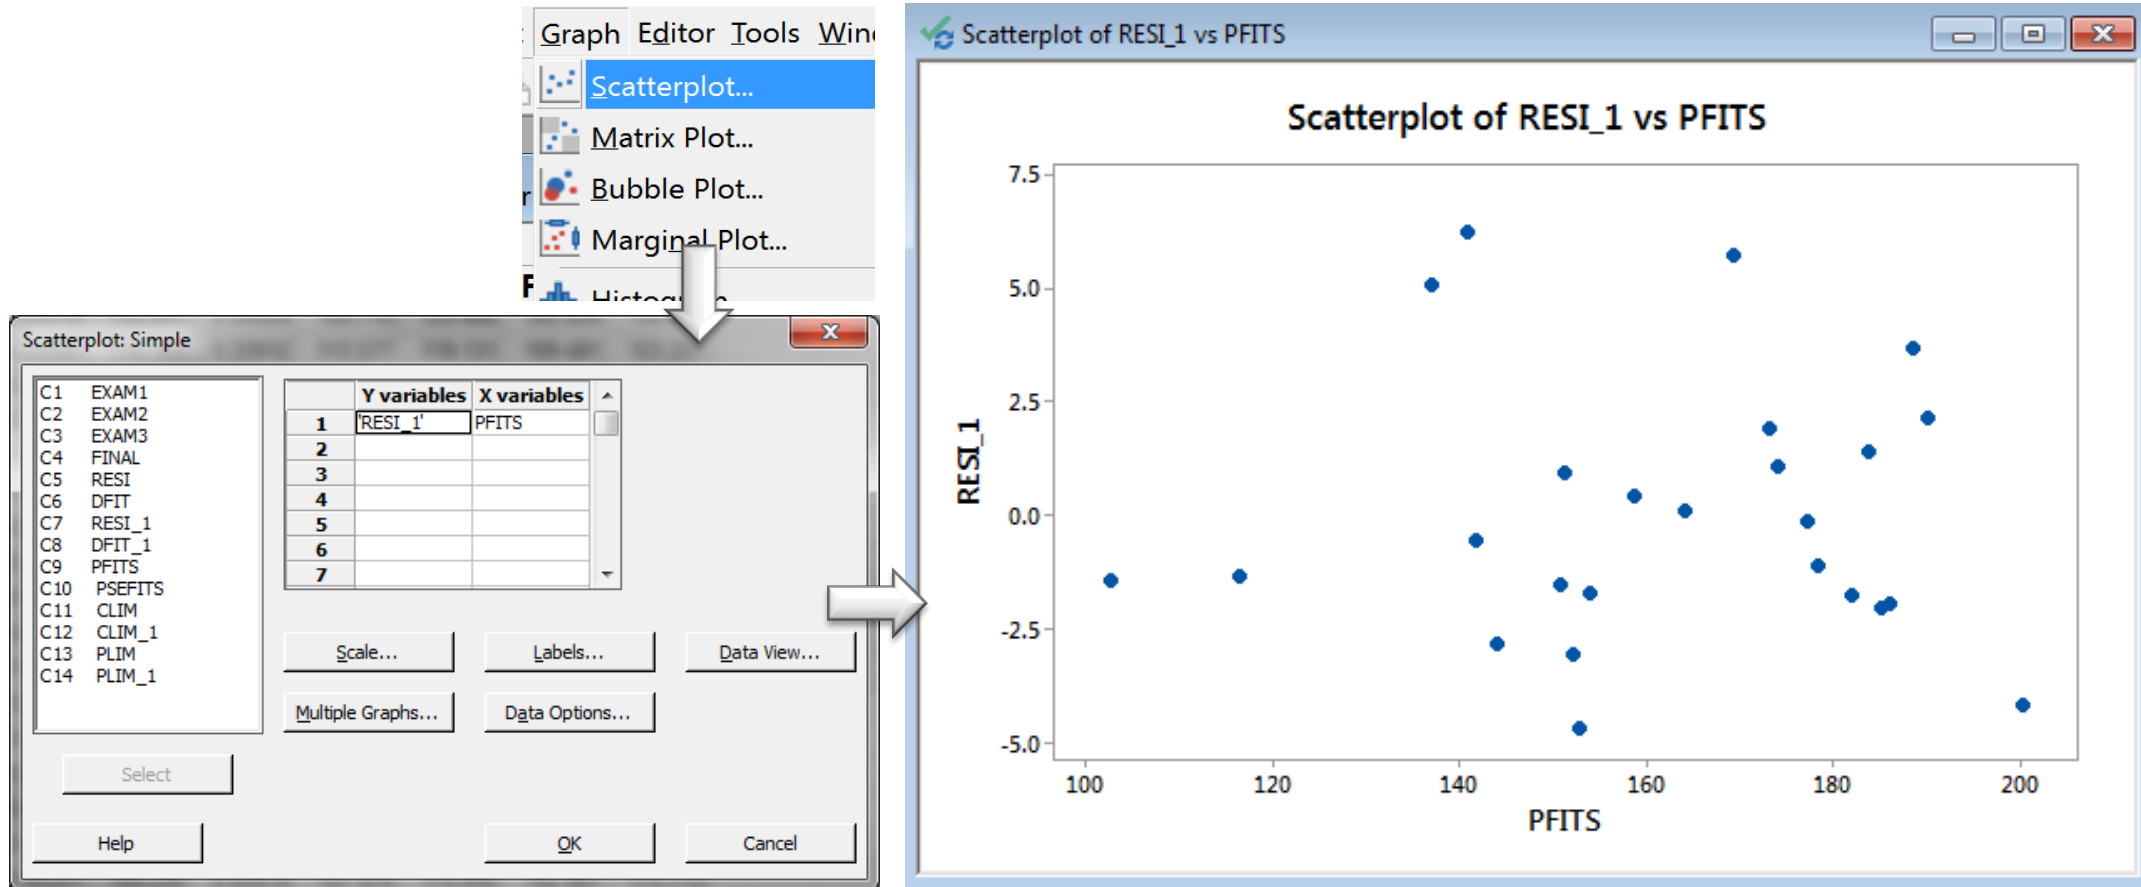 Graph Editor Tools
Scatterplot...
Matrix Plot...
Bubble Plot...
Marginal Plot...
Scatterplot: Simple
C1 EXAM1
C2 EXAM2
C3 EXAM3
C4 FINAL
C5 RESI
C6 DFIT
C7 RESI_1
C8 DFIT_1
C9 PFITS
C10 PSEFITS
C11 CLIM
C12 CLIM_1
C13 PLIM
C14 PLIM_1
Y variables X variables
1 'RESI_1' PFITS
2
3
4
5
6
7
Scale... Labels... Data View...
Multiple Graphs... Data Options...
Select
Help OK Cancel
Scatterplot of RESI_1 vs PFITS
Scatterplot of RESI_1 vs PFITS
7.5
5.0
2.5
0.0
-2.5
-5.0
RESI_1
100 120 140 160 180 200
PFITS